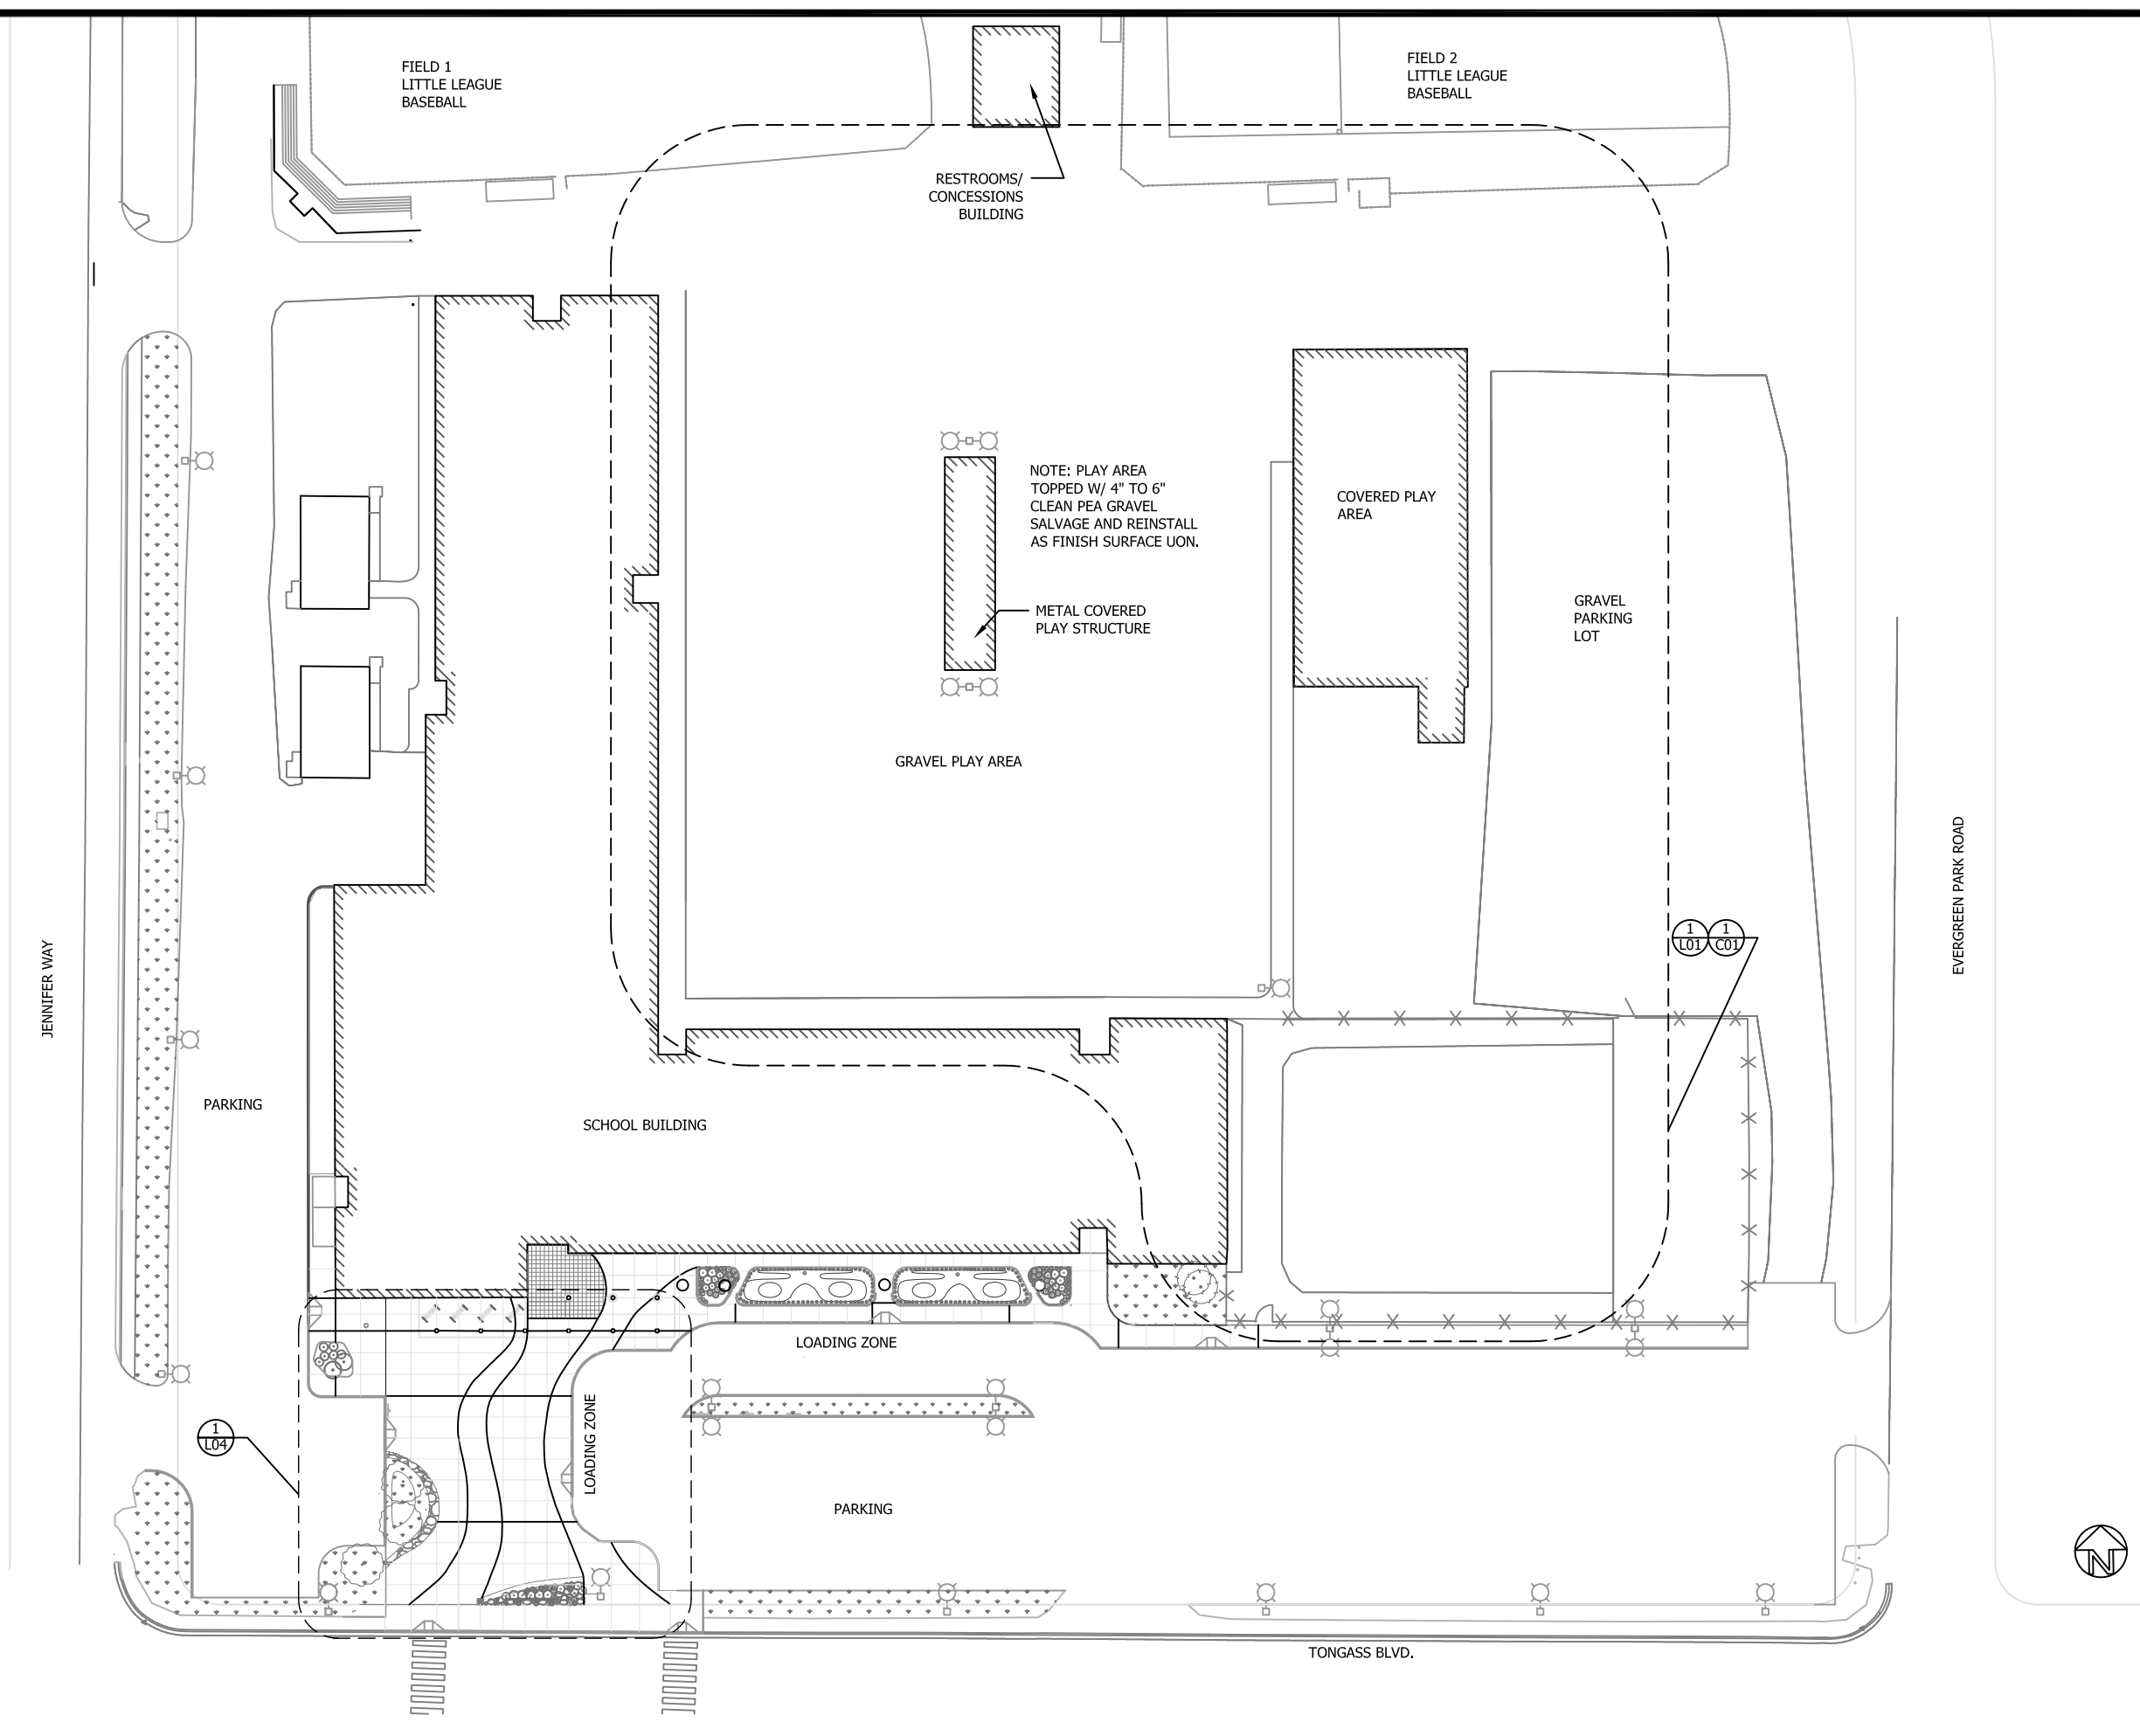 FIELD 1
LITTLE LEAGUE
BASEBALL
FIELD 2
LITTLE LEAGUE
BASEBALL
RESTROOMS/
CONCESSIONS
BUILDING
NOTE: PLAY AREA
TOPPED W/ 4" TO 6"
CLEAN PEA GRAVEL
SALVAGE AND REINSTALL
AS FINISH SURFACE UON.
COVERED PLAY
AREA
METAL COVERED
PLAY STRUCTURE
GRAVEL
PARKING
LOT
GRAVEL PLAY AREA
EVERGREEN PARK ROAD
1
L01
1
C01
JENNIFER WAY
PARKING
SCHOOL BUILDING
LOADING ZONE
LOADING ZONE
1
L04
PARKING
N
TONGASS BLVD.